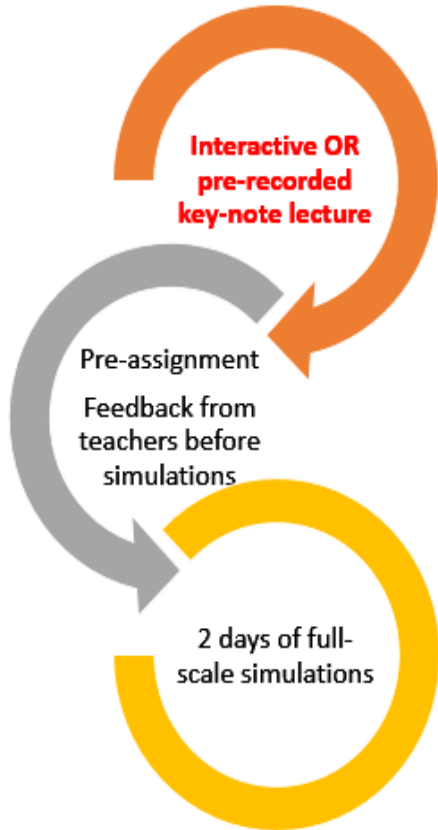 Interactive OR
pre-recorded
key-note lecture
Pre-assignment
Feedback from
teachers before
simulations
2 days of full-
scale simulations